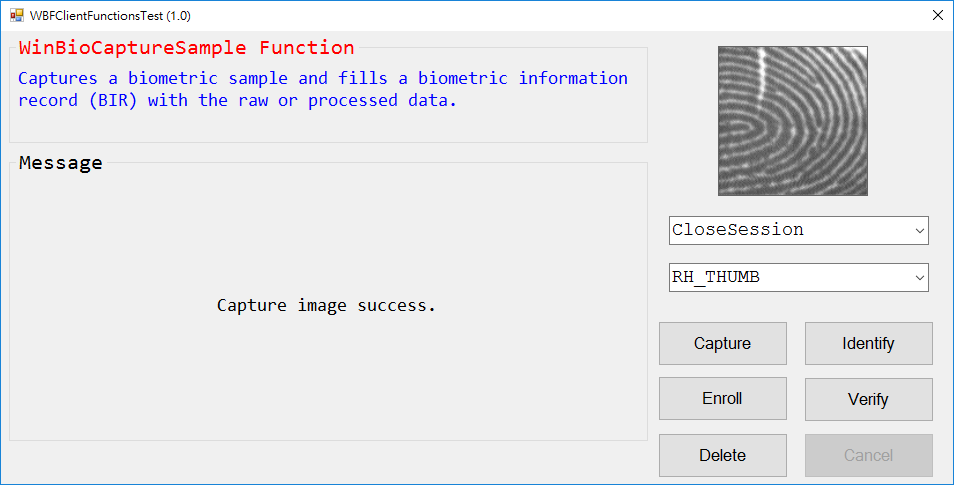 WBFClientFunctionsTest (1.0)
WinBioCaptureSample Function
Captures a biometric sample and fills a biometric information
record (BIR) with the raw or processed data.
Message
Capture image success.
CloseSession
RH_THUMB
Capture
Identify
Enroll
Verify
Delete
Cancel